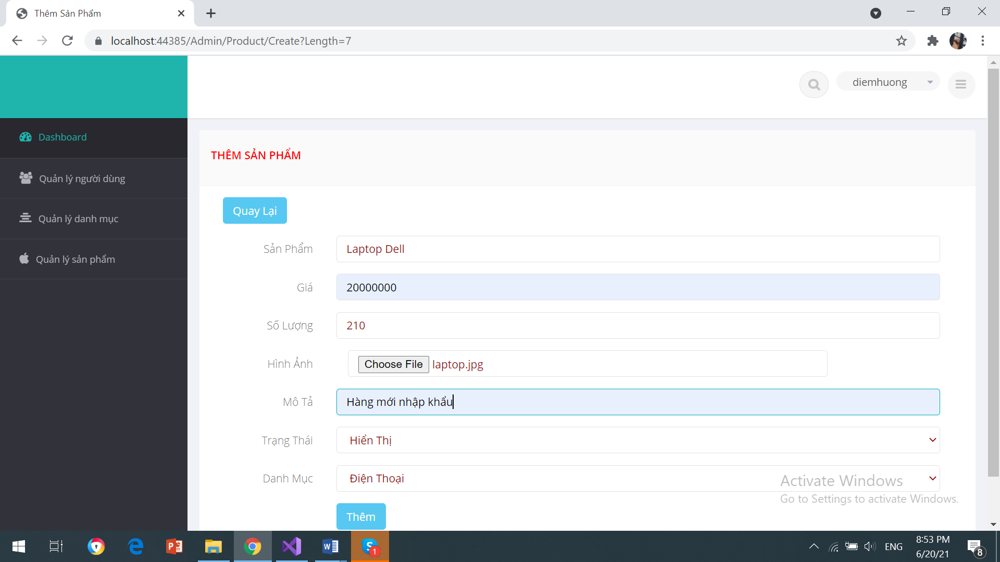 Thêm Sản Phẩm
localhost:44385/Admin/Product/Create?Length=7
diemhuong
Dashboard
Quản lý người dùng
Quản lý danh mục
Quản lý sản phẩm
THÊM SẢN PHẨM
Quay Lại
Sản Phẩm Laptop Dell
Giá 20000000
Số Lượng 210
Hình Ảnh Choose File laptop.jpg
Mô Tả Hàng mới nhập khẩu
Trạng Thái Hiển Thị
Danh Mục Điện Thoại
Thêm
Activate Windows
Go to Settings to activate Windows.
ENG
8:53 PM
6/20/21
8
1